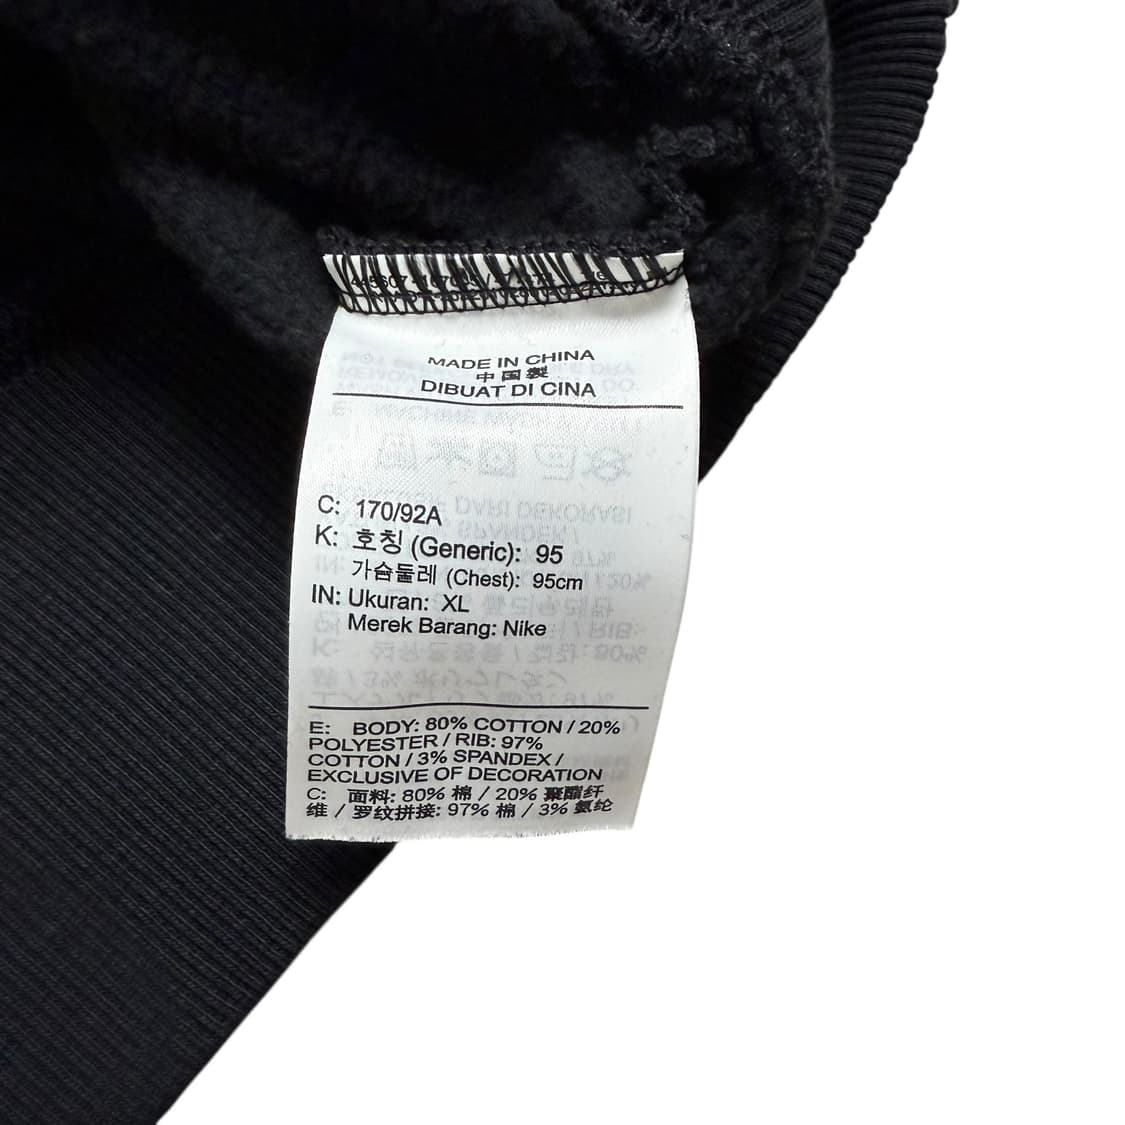 MADE IN CHINA
中国製
DIBUAT DI CINA
C: 170/92A
K: 호칭 (Generic): 95
가슴둘레 (Chest): 95cm
IN: Ukuran: XL
Merek Barang: Nike
E: BODY: 80% COTTON / 20%
POLYESTER / RIB: 97%
COTTON / 3% SPANDEX /
EXCLUSIVE OF DECORATION
C: 面料: 80% 棉 / 20% 聚酯纤
维 / 罗纹拼接: 97% 棉 / 3% 氨纶